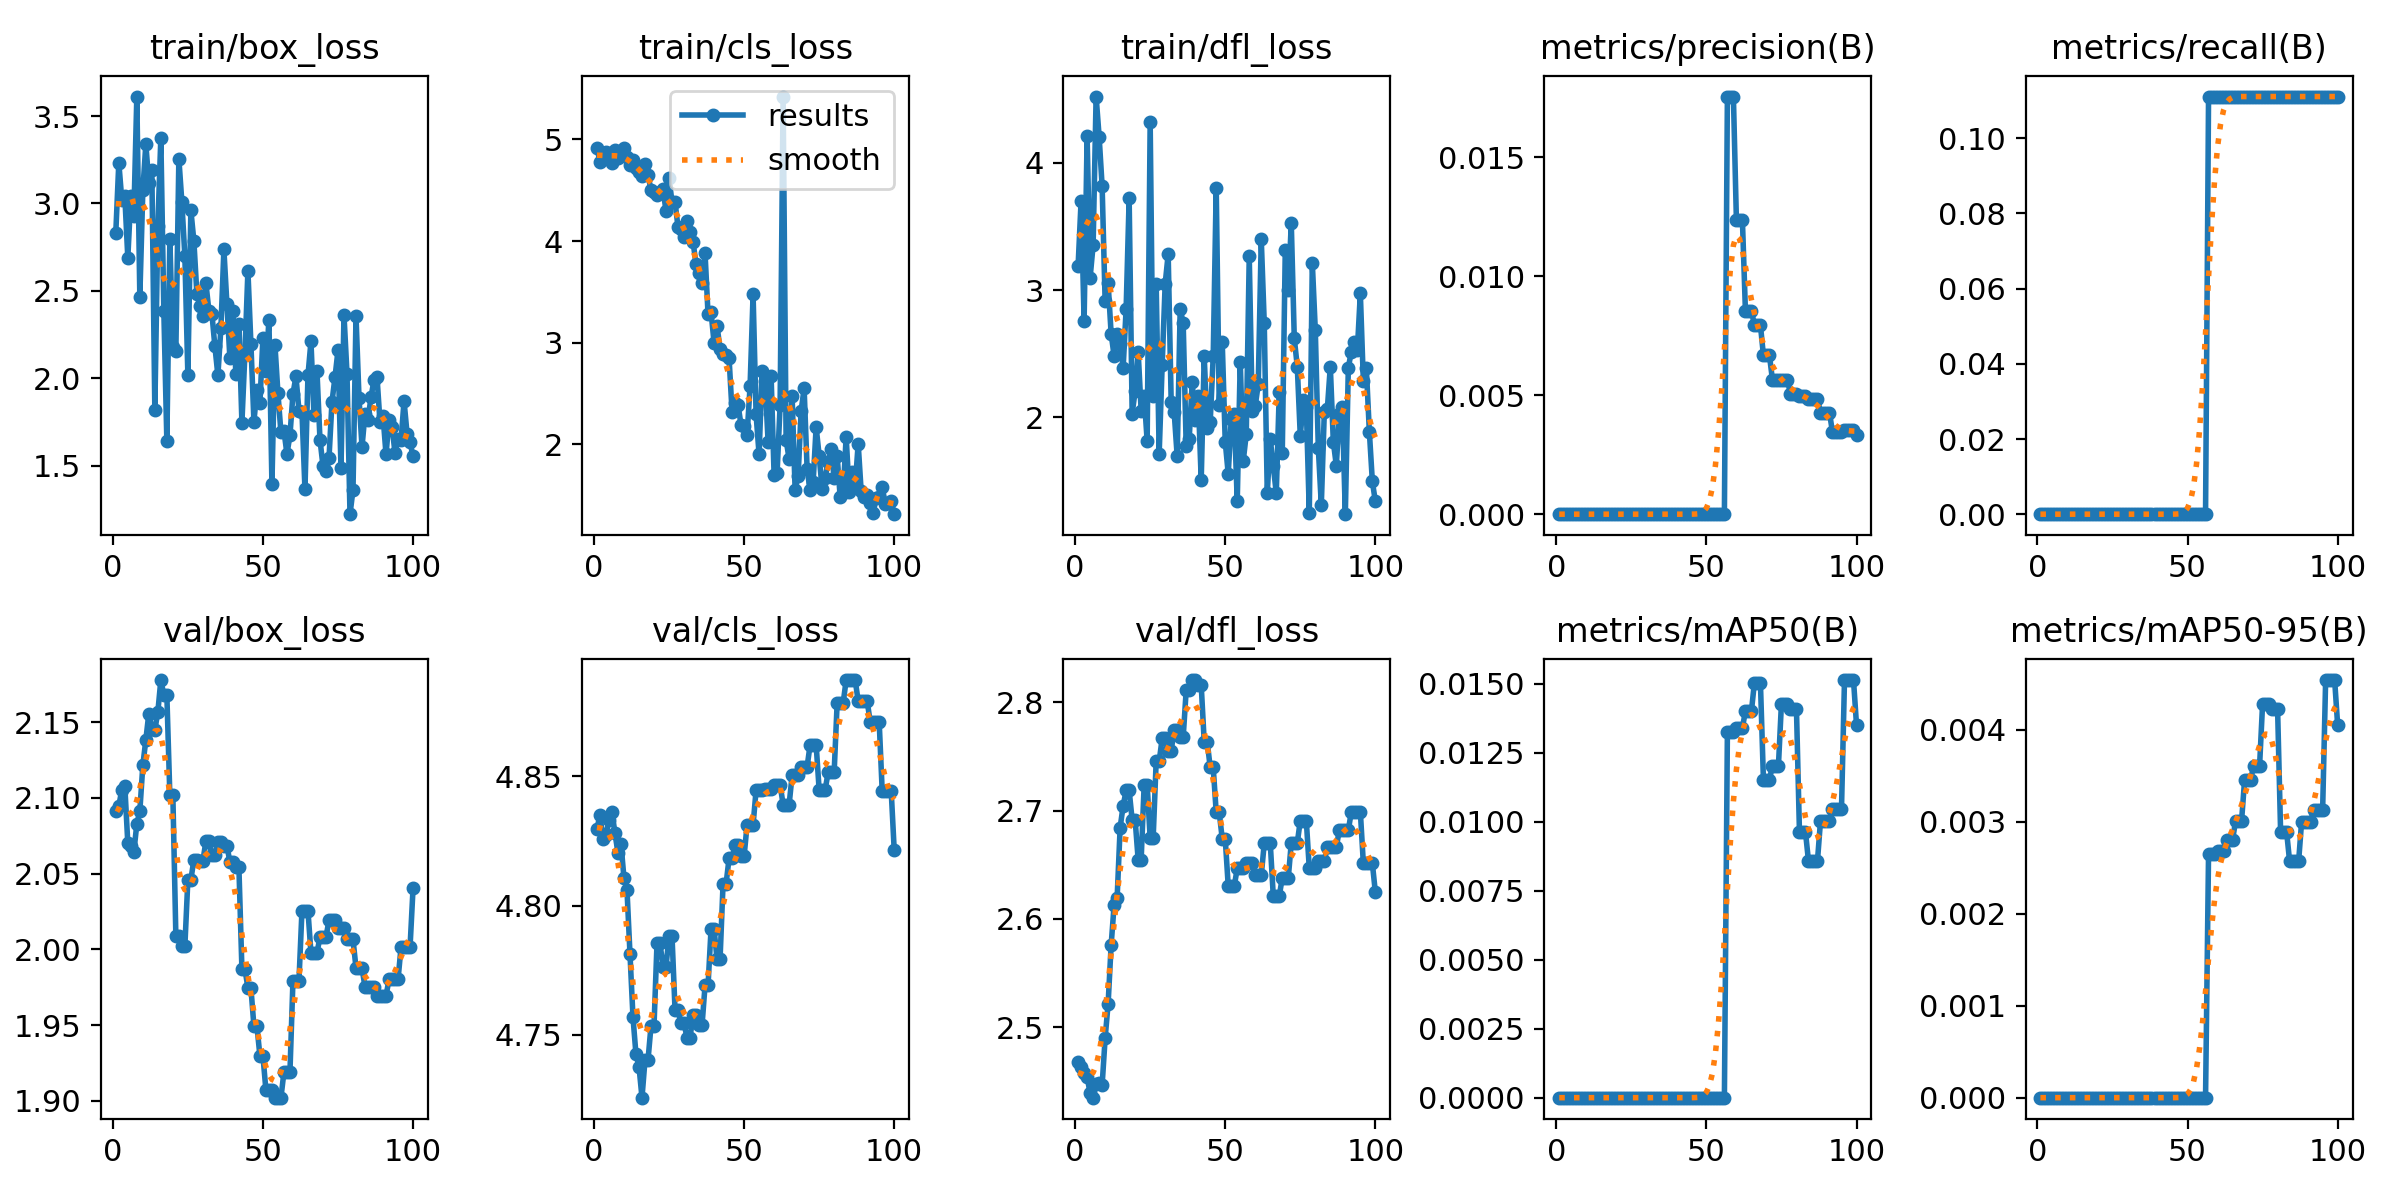 train/box_loss
3.5
3.0
2.5
2.0
1.5
0 50 100
train/cls_loss
results
smooth
5
4
3
2
0 50 100
train/dfl_loss
4
3
2
0 50 100
metrics/precision(B)
0.015
0.010
0.005
0.000
0 50 100
metrics/recall(B)
0.10
0.08
0.06
0.04
0.02
0.00
0 50 100
val/box_loss
2.15
2.10
2.05
2.00
1.95
1.90
0 50 100
val/cls_loss
4.85
4.80
4.75
0 50 100
val/dfl_loss
2.8
2.7
2.6
2.5
0 50 100
metrics/mAP50(B)
0.0150
0.0125
0.0100
0.0075
0.0050
0.0025
0.0000
0 50 100
metrics/mAP50-95(B)
0.004
0.003
0.002
0.001
0.000
0 50 100